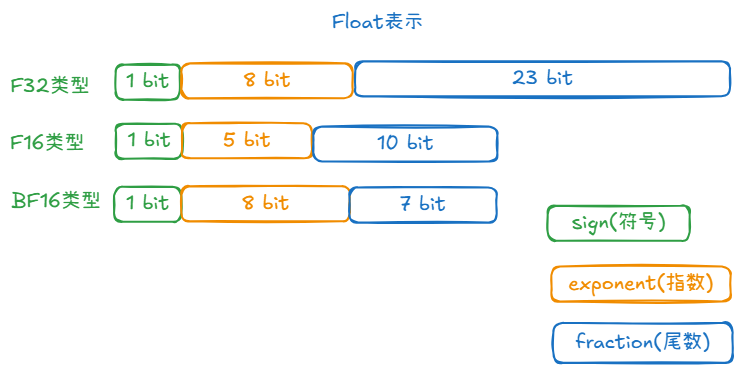 Float表示
F32类型 1 bit 8 bit 23 bit
F16类型 1 bit 5 bit 10 bit
BF16类型 1 bit 8 bit 7 bit
sign(符号)
exponent(指数)
fraction(尾数)